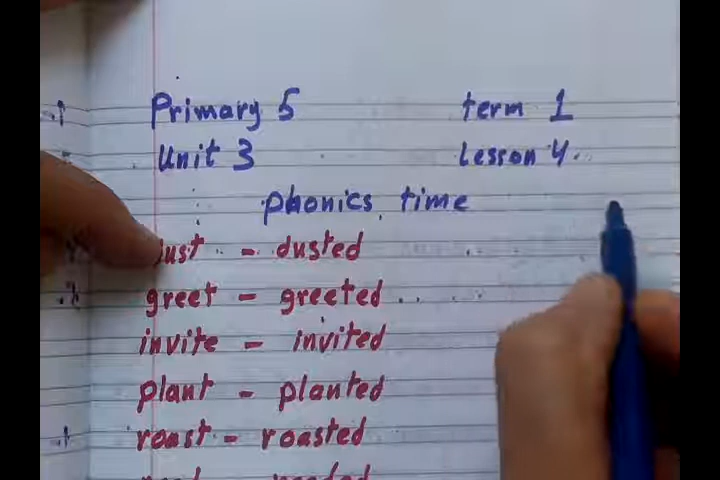 Primary 5 term 1
Unit 3 Lesson 4
phonics time
dusted
greet - greeted
invite - invited
plant - planted
roast - roasted